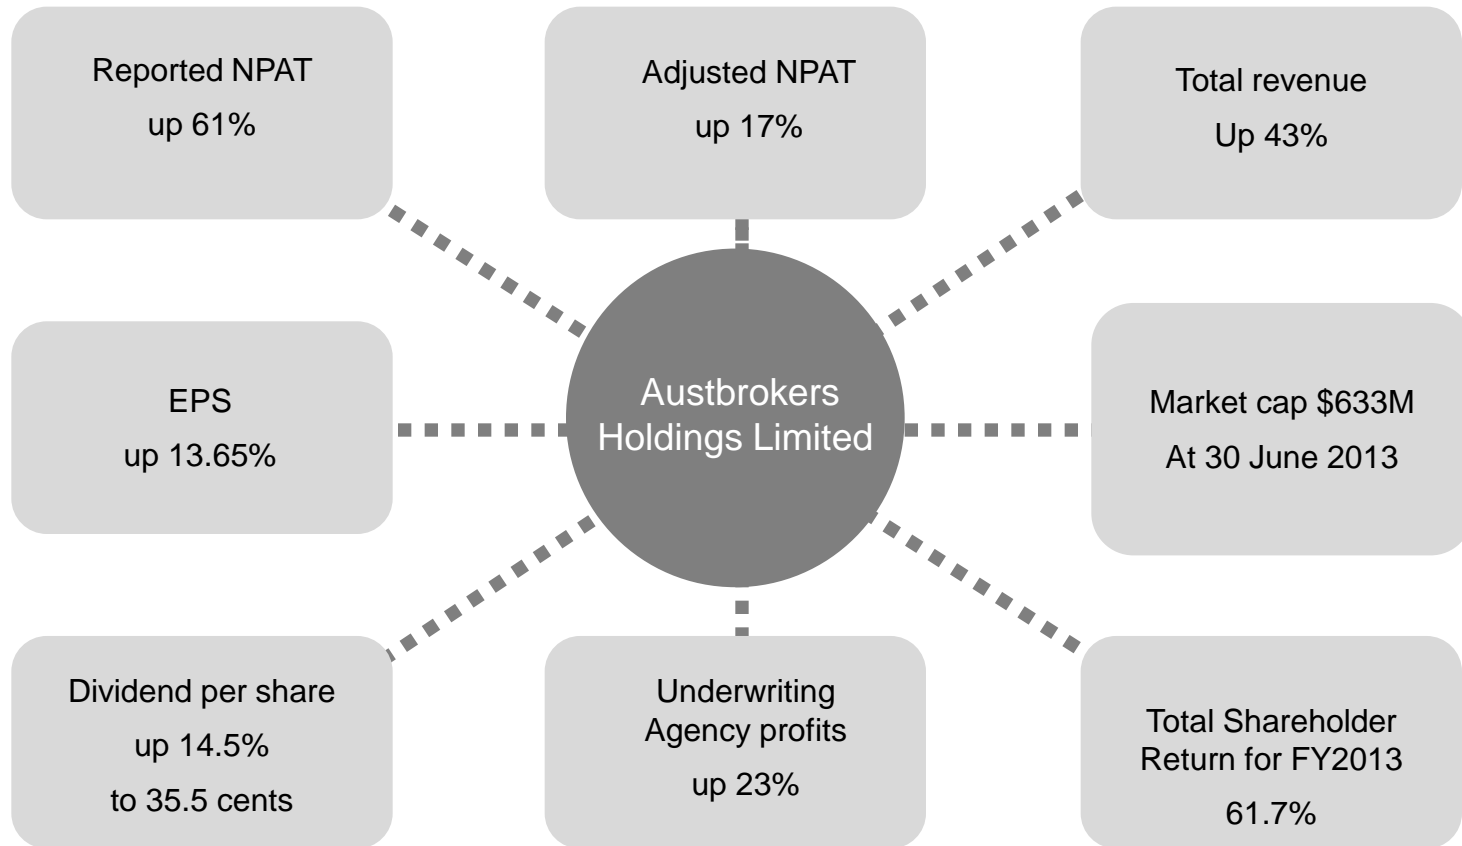 Reported NPAT
up 61%
Adjusted NPAT
up 17%
Total revenue
Up 43%
EPS
up 13.65%
Austbrokers
Holdings Limited
Market cap $633M
At 30 June 2013
Dividend per share
up 14.5%
to 35.5 cents
Underwriting
Agency profits
up 23%
Total Shareholder
Return for FY2013
61.7%